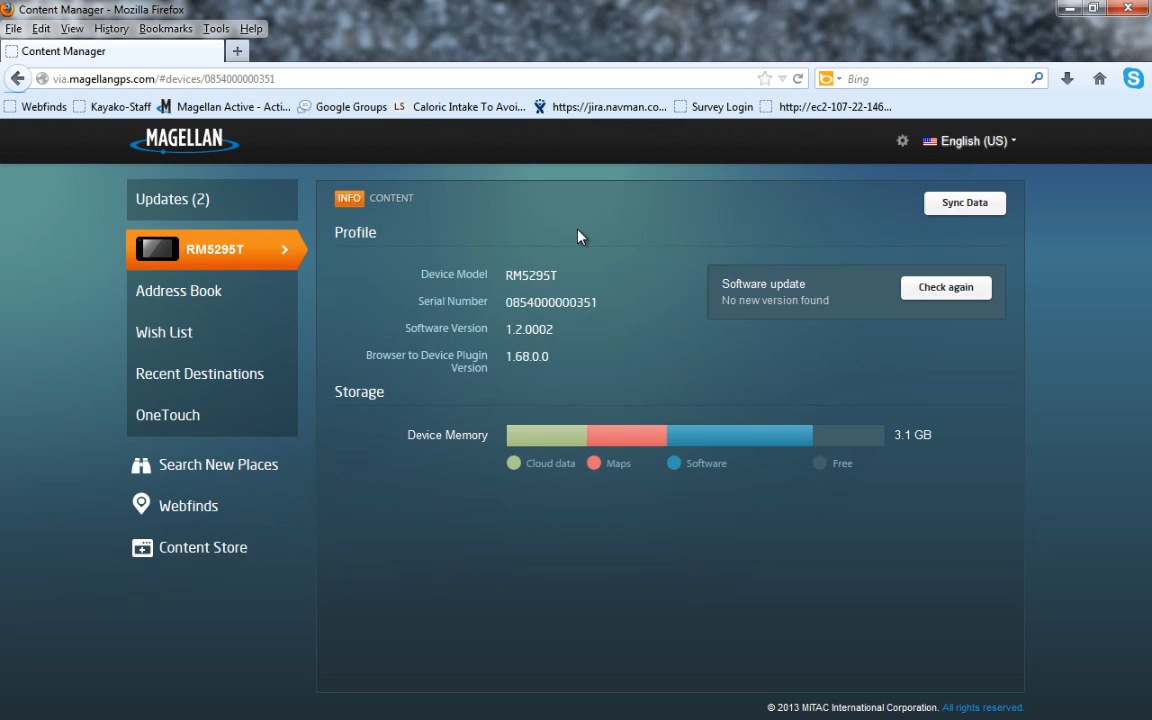 Content Manager - Mozilla Firefox
File Edit View History Bookmarks Tools Help
Content Manager
via.magellangps.com/#devices/0854000000351
Bing
Webfinds Kayako-Staff Magellan Active - Acti... Google Groups LS Caloric Intake To Avoi... https://jira.navman.co... Survey Login http://ec2-107-22-146...
MAGELLAN
English (US)
Updates (2)
INFO CONTENT
Sync Data
Profile
RM5295T
Device Model RM5295T
Software update
No new version found
Check again
Address Book
Serial Number 0854000000351
Software Version 1.2.0002
Wish List
Browser to Device Plugin
Version
1.68.0.0
Recent Destinations
Storage
OneTouch
Device Memory 3.1 GB
Cloud data Maps Software Free
Search New Places
Webfinds
Content Store
© 2013 MiTAC International Corporation. All rights reserved.